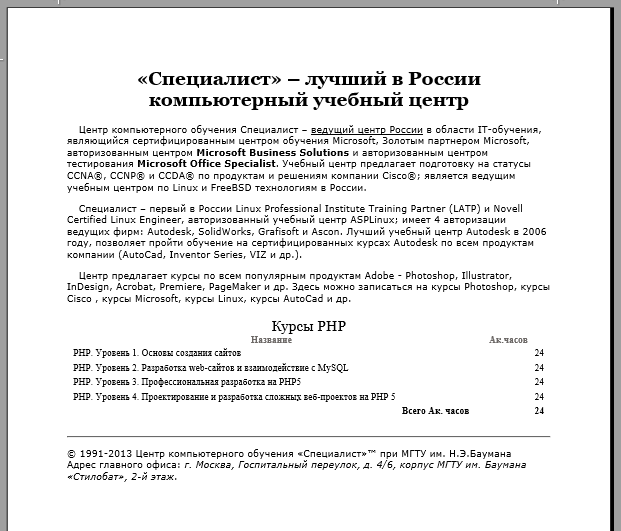 «Специалист» – лучший в России
компьютерный учебный центр
Центр компьютерного обучения Специалист – ведущий центр России в области IT-обучения,
являющийся сертифицированным центром обучения Microsoft, Золотым партнером Microsoft,
авторизованным центром Microsoft Business Solutions и авторизованным центром
тестирования Microsoft Office Specialist. Учебный центр предлагает подготовку на статусы
CCNA®, CCNP® и CCDA® по продуктам и решениям компании Cisco®; является ведущим
учебным центром по Linux и FreeBSD технологиям в России.
Специалист – первый в России Linux Professional Institute Training Partner (LATP) и Novell
Certified Linux Engineer, авторизованный учебный центр ASPLinux; имеет 4 авторизации
ведущих фирм: Autodesk, SolidWorks, Grafisoft и Ascon. Лучший учебный центр Autodesk в 2006
году, позволяет пройти обучение на сертифицированных курсах Autodesk по всем продуктам
компании (AutoCad, Inventor Series, VIZ и др.).
Центр предлагает курсы по всем популярным продуктам Adobe - Photoshop, Illustrator,
InDesign, Acrobat, Premiere, PageMaker и др. Здесь можно записаться на курсы Photoshop, курсы
Cisco , курсы Microsoft, курсы Linux, курсы AutoCad и др.
Курсы PHP
Название Ак.часов
PHP. Уровень 1. Основы создания сайтов 24
PHP. Уровень 2. Разработка web-сайтов и взаимодействие с MySQL 24
PHP. Уровень 3. Профессиональная разработка на PHP5 24
PHP. Уровень 4. Проектирование и разработка сложных веб-проектов на PHP 5 24
Всего Ак. часов 24
© 1991-2013 Центр компьютерного обучения «Специалист»™ при МГТУ им. Н.Э.Баумана
Адрес главного офиса: г. Москва, Госпитальный переулок, д. 4/6, корпус МГТУ им. Баумана
«Стилобат», 2-й этаж.